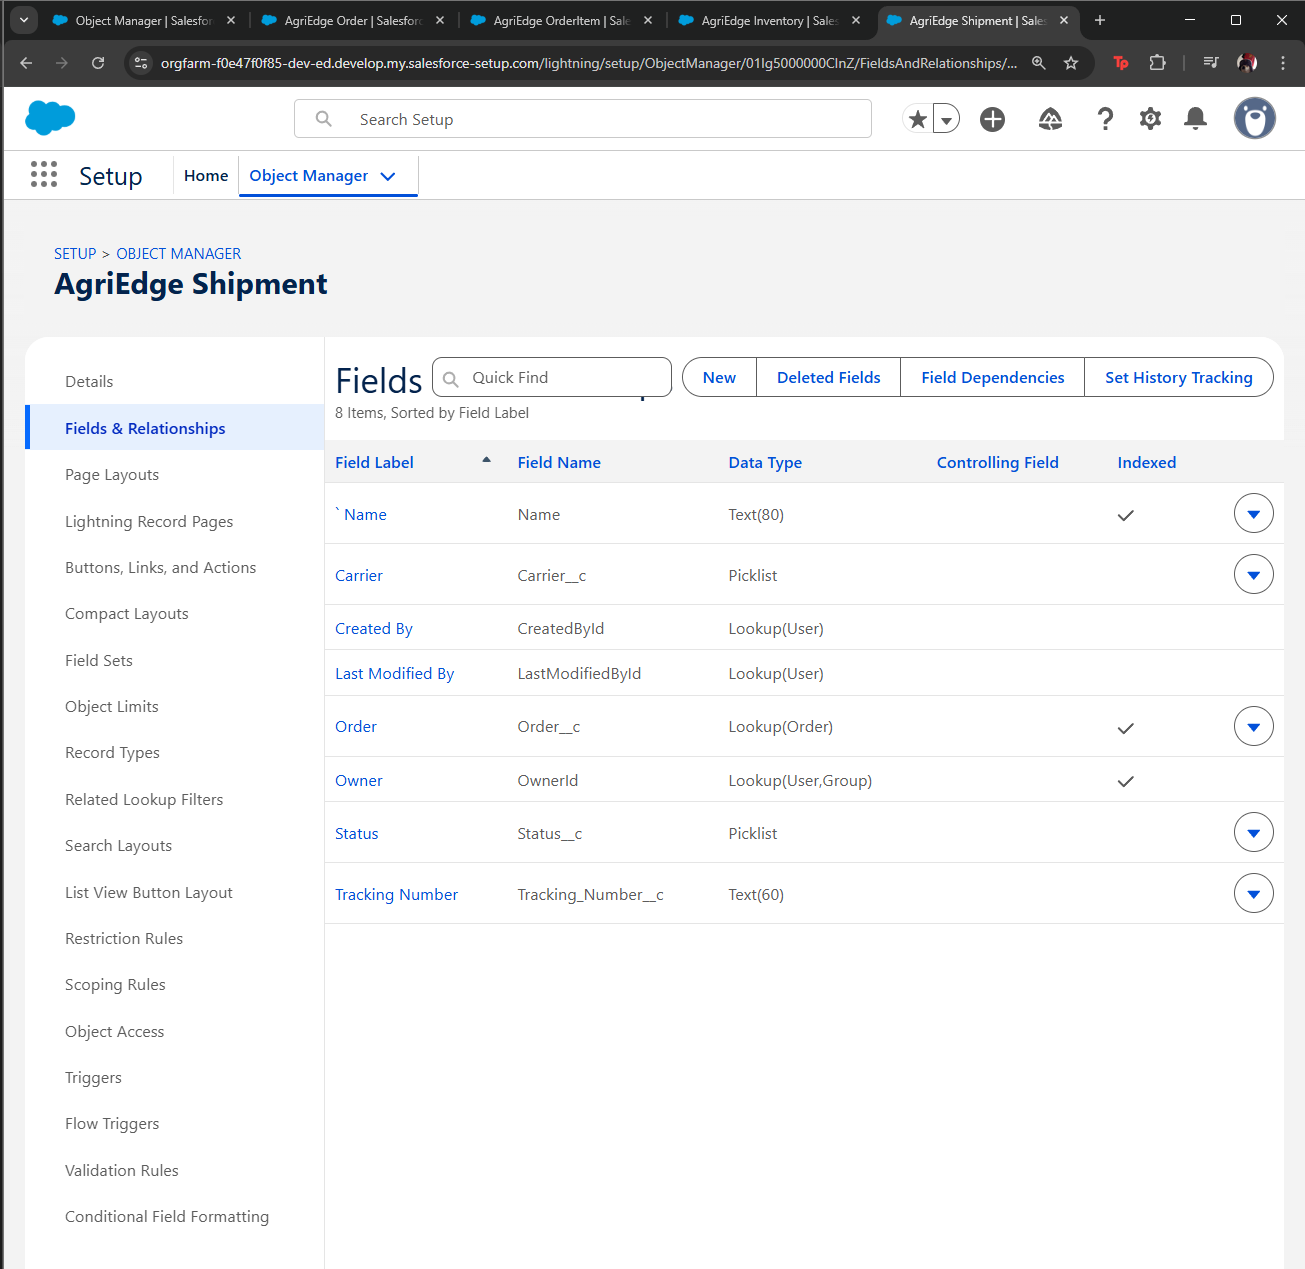 Object Manager | Salesfor
AgriEdge Order | Salesforc
AgriEdge OrderItem | Sale
AgriEdge Inventory | Sales
AgriEdge Shipment | Sales
orgfarm-f0e47f0f85-dev-ed.develop.my.salesforce-setup.com/lightning/setup/ObjectManager/01Ig5000000CInZ/FieldsAndRelationships/...
Tp
Search Setup
Setup
Home
Object Manager
SETUP > OBJECT MANAGER
AgriEdge Shipment
Details
Fields & Relationships
Page Layouts
Lightning Record Pages
Buttons, Links, and Actions
Compact Layouts
Field Sets
Object Limits
Record Types
Related Lookup Filters
Search Layouts
List View Button Layout
Restriction Rules
Scoping Rules
Object Access
Triggers
Flow Triggers
Validation Rules
Conditional Field Formatting
Fields
Quick Find
New
Deleted Fields
Field Dependencies
Set History Tracking
8 Items, Sorted by Field Label
Field Label Field Name Data Type Controlling Field Indexed
` Name Name Text(80)
Carrier Carrier__c Picklist
Created By CreatedById Lookup(User)
Last Modified By LastModifiedById Lookup(User)
Order Order__c Lookup(Order)
Owner OwnerId Lookup(User,Group)
Status Status__c Picklist
Tracking Number Tracking_Number__c Text(60)